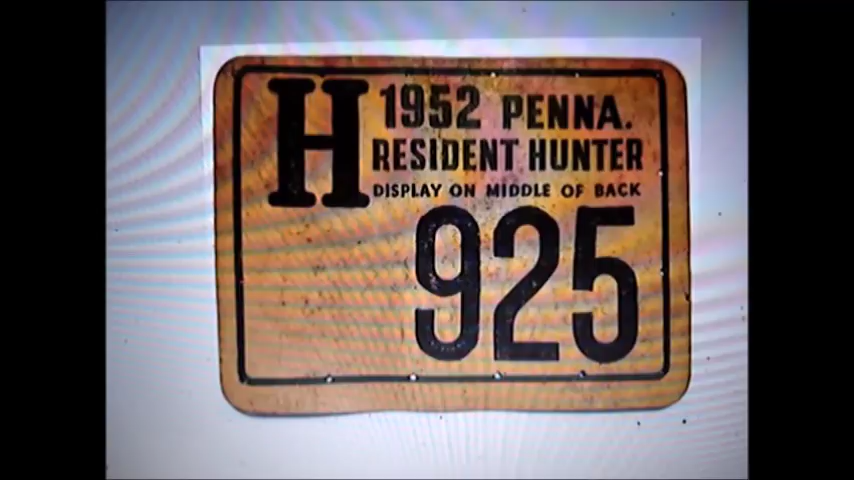 H 1952 PENNA.
RESIDENT HUNTER
DISPLAY ON MIDDLE OF BACK
925